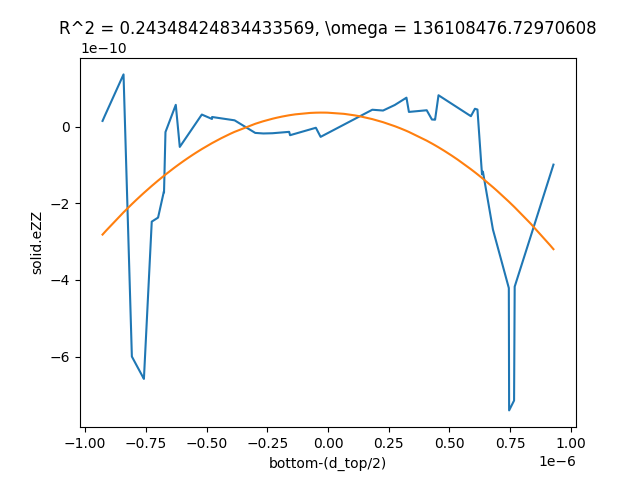 R^2 = 0.24348424834433569, \omega = 136108476.72970608
1e−10
0
−2
−4
−6
solid.eZZ
−1.00 −0.75 −0.50 −0.25 0.00 0.25 0.50 0.75 1.00
bottom-(d_top/2)
1e−6